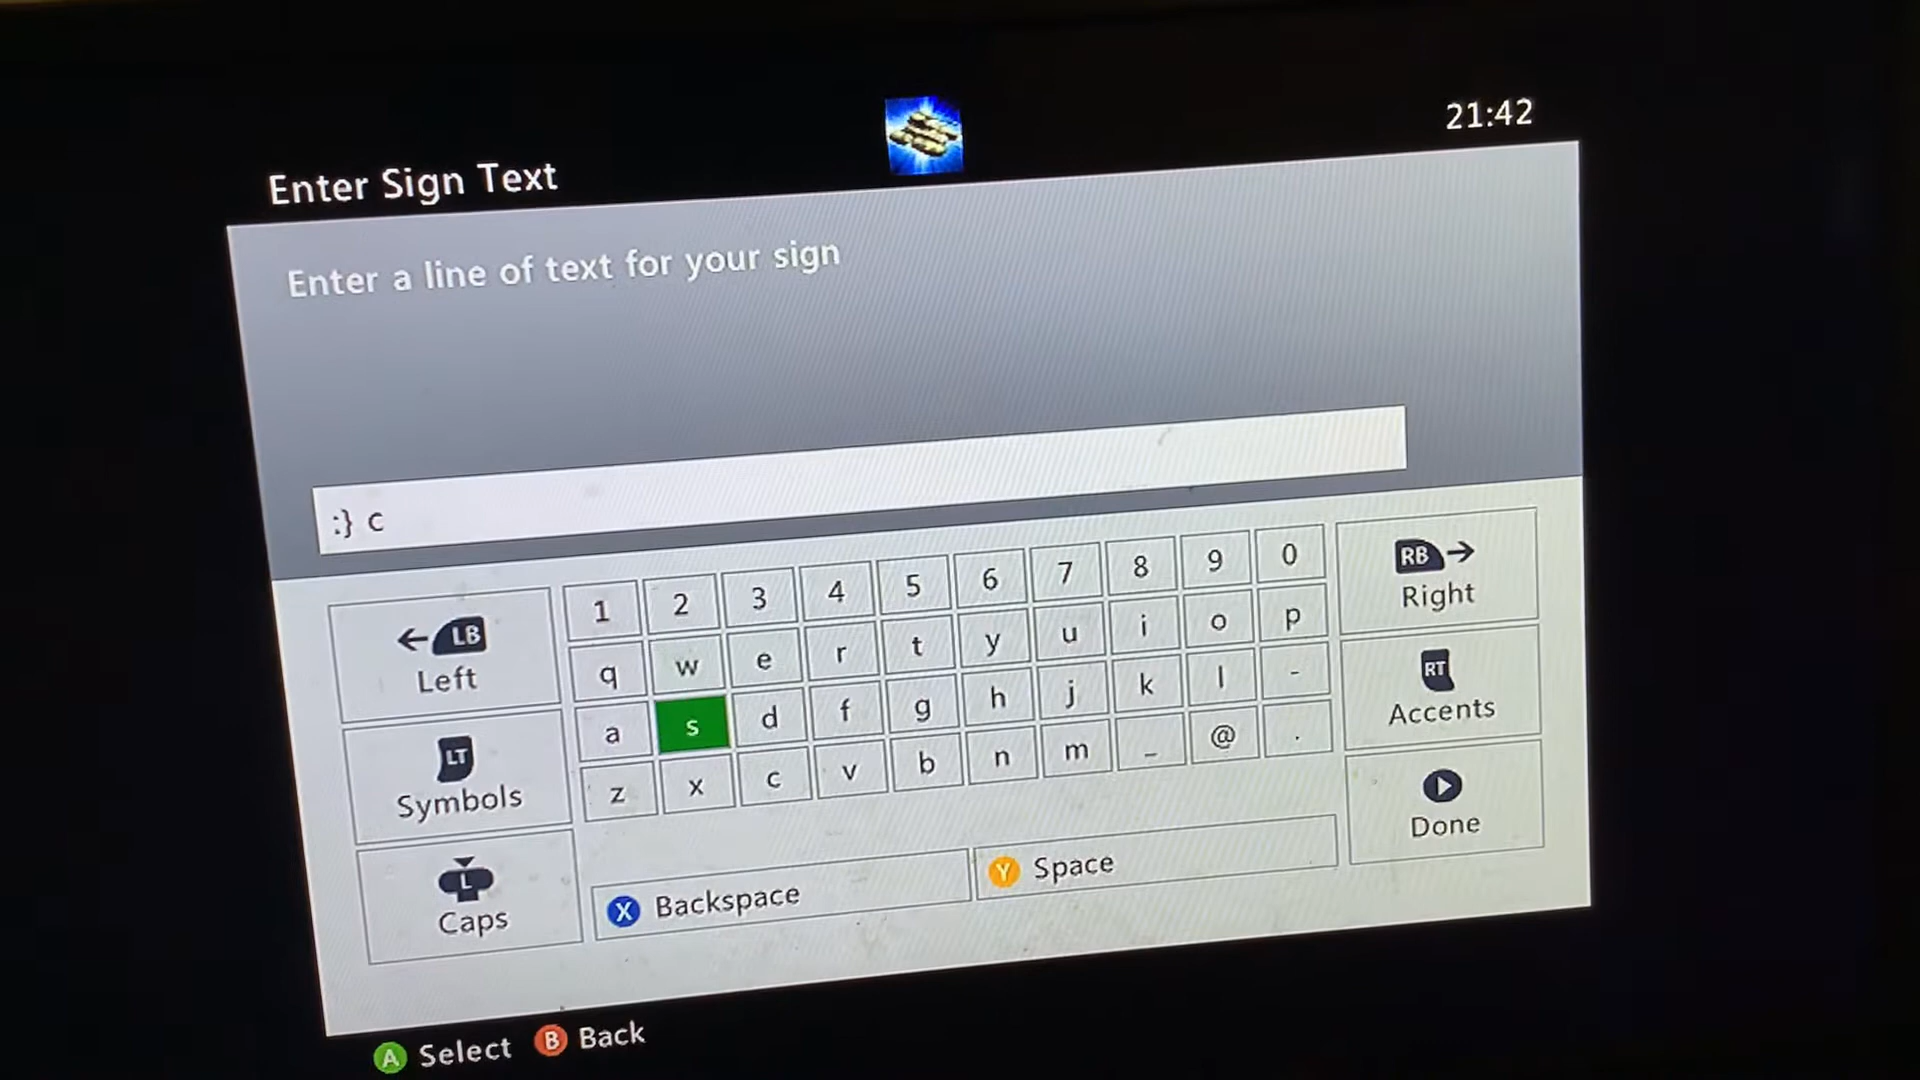 21:42
Enter Sign Text
Enter a line of text for your sign
:} c
LB
Left
LT
Symbols
L
Caps
1 2 3 4 5 6 7 8 9 0
q w e r t y u i o p
a s d f g h j k l -
z x c v b n m _ @ .
X Backspace
Y Space
RB
Right
RT
Accents
Done
A Select B Back